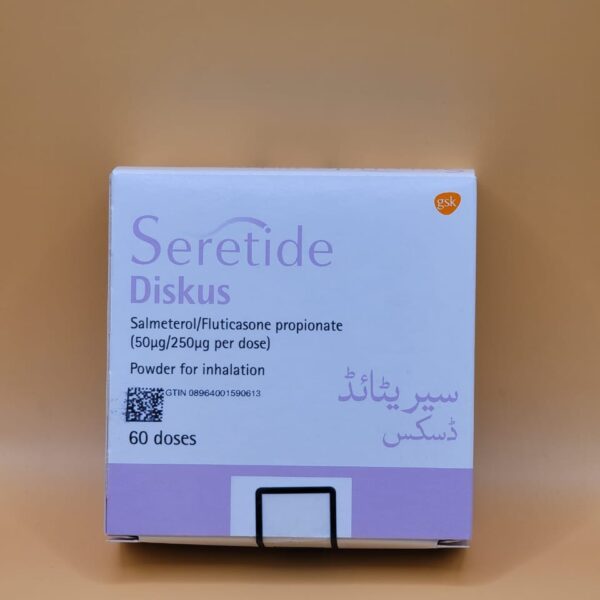 gsk
Seretide
Diskus
Salmeterol/Fluticasone propionate
(50µg/250µg per dose)
Powder for inhalation
GTIN 08964001590613
60 doses
سیریٹائڈ
ڈسکس